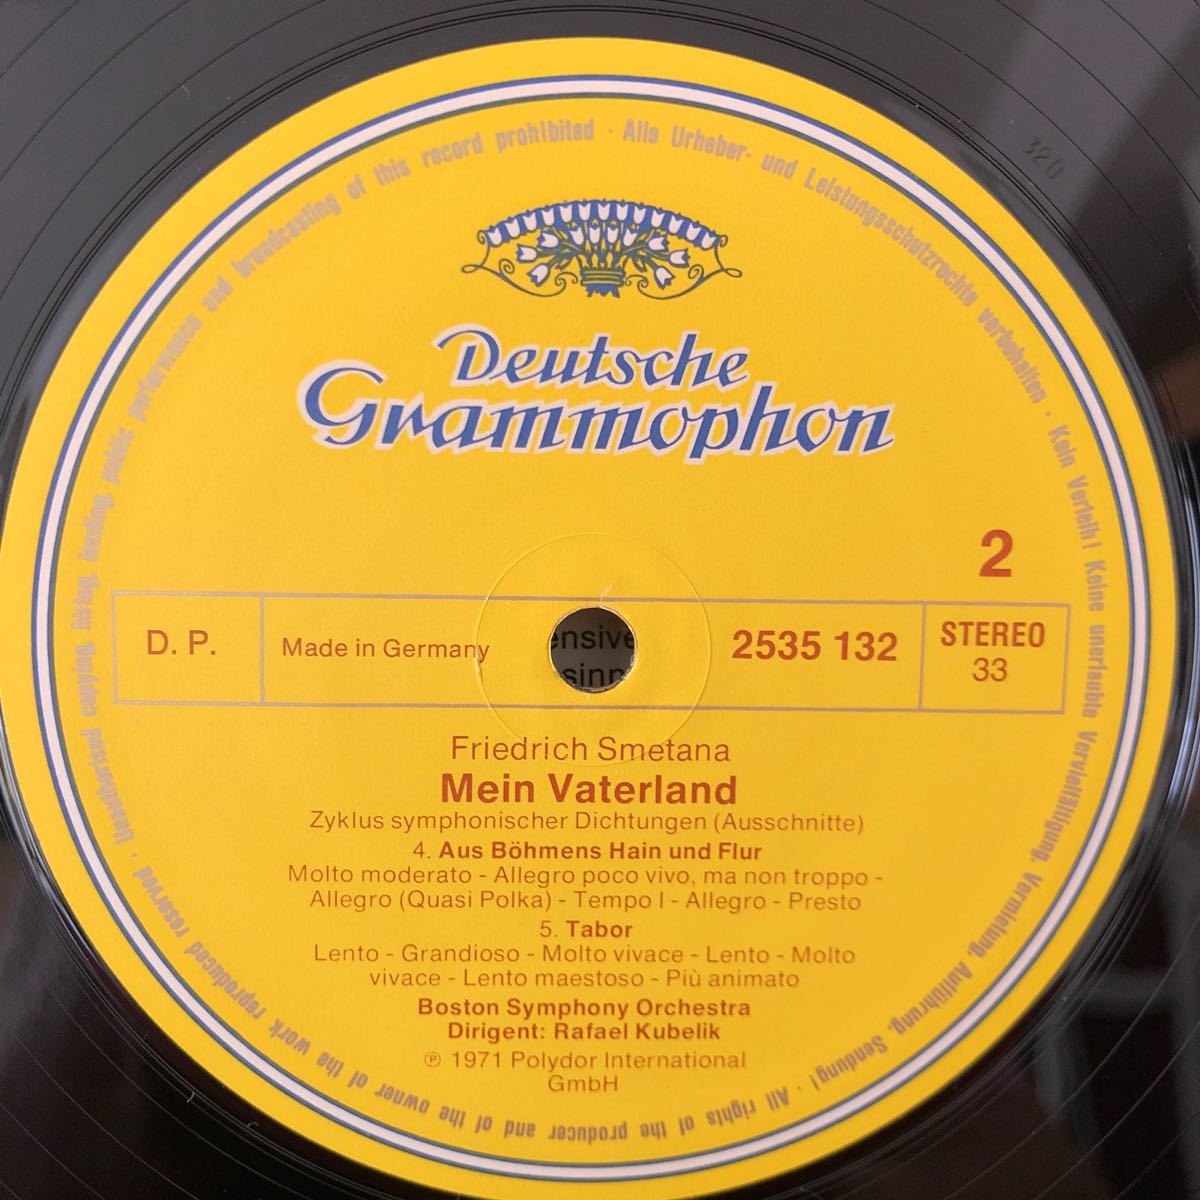 Deutsche
Grammophon
2
D. P.
Made in Germany
2535 132
STEREO
33
Friedrich Smetana
Mein Vaterland
Zyklus symphonischer Dichtungen (Ausschnitte)
4. Aus Böhmens Hain und Flur
Molto moderato - Allegro poco vivo, ma non troppo -
Allegro (Quasi Polka) - Tempo I - Allegro - Presto
5. Tabor
Lento - Grandioso - Molto vivace - Lento - Molto
vivace - Lento maestoso - Più animato
Boston Symphony Orchestra
Dirigent: Rafael Kubelik
℗ 1971 Polydor International
GmbH
Alle Urheber- und Leistungsschutzrechte vorbehalten · Kein Verleih! Keine unerlaubte Vervielfältigung, Vermietung, Aufführung, Sendung! · All rights of the producer and of the owner of the work reproduced reserved · Unauthorized copying, hiring, lending, public performance and broadcasting of this record prohibited ·
320
ensive
sinn